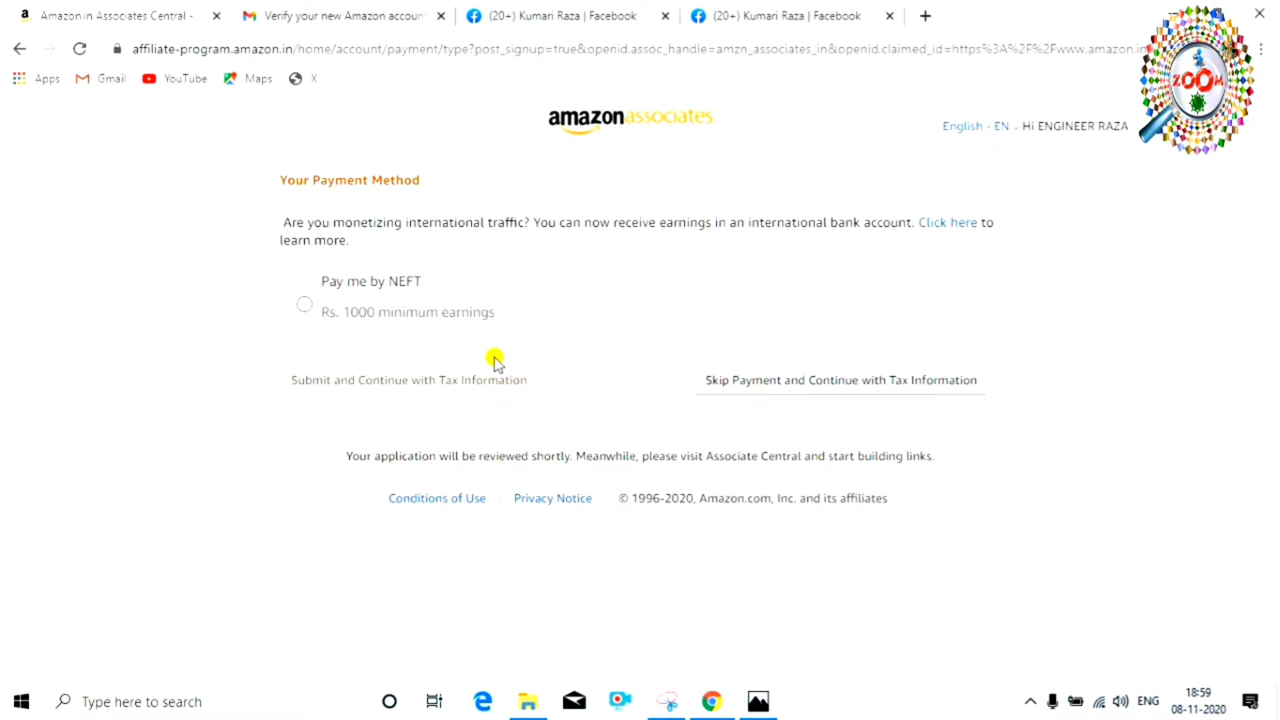 Amazon.in Associates Central -
Verify your new Amazon account
(20+) Kumari Raza | Facebook
(20+) Kumari Raza | Facebook
affiliate-program.amazon.in/home/account/payment/type?post_signup=true&openid.assoc_handle=amzn_associates_in&openid.claimed_id=https%3A%2F%2Fwww.amazon.in
Apps
Gmail
YouTube
Maps
X
ZOOM
amazonassociates
English - EN
Hi ENGINEER RAZA
Your Payment Method
Are you monetizing international traffic? You can now receive earnings in an international bank account. Click here to
learn more.
Pay me by NEFT
Rs. 1000 minimum earnings
Submit and Continue with Tax Information
Skip Payment and Continue with Tax Information
Your application will be reviewed shortly. Meanwhile, please visit Associate Central and start building links.
Conditions of Use
Privacy Notice
© 1996-2020, Amazon.com, Inc. and its affiliates
Type here to search
ENG
18:59
08-11-2020